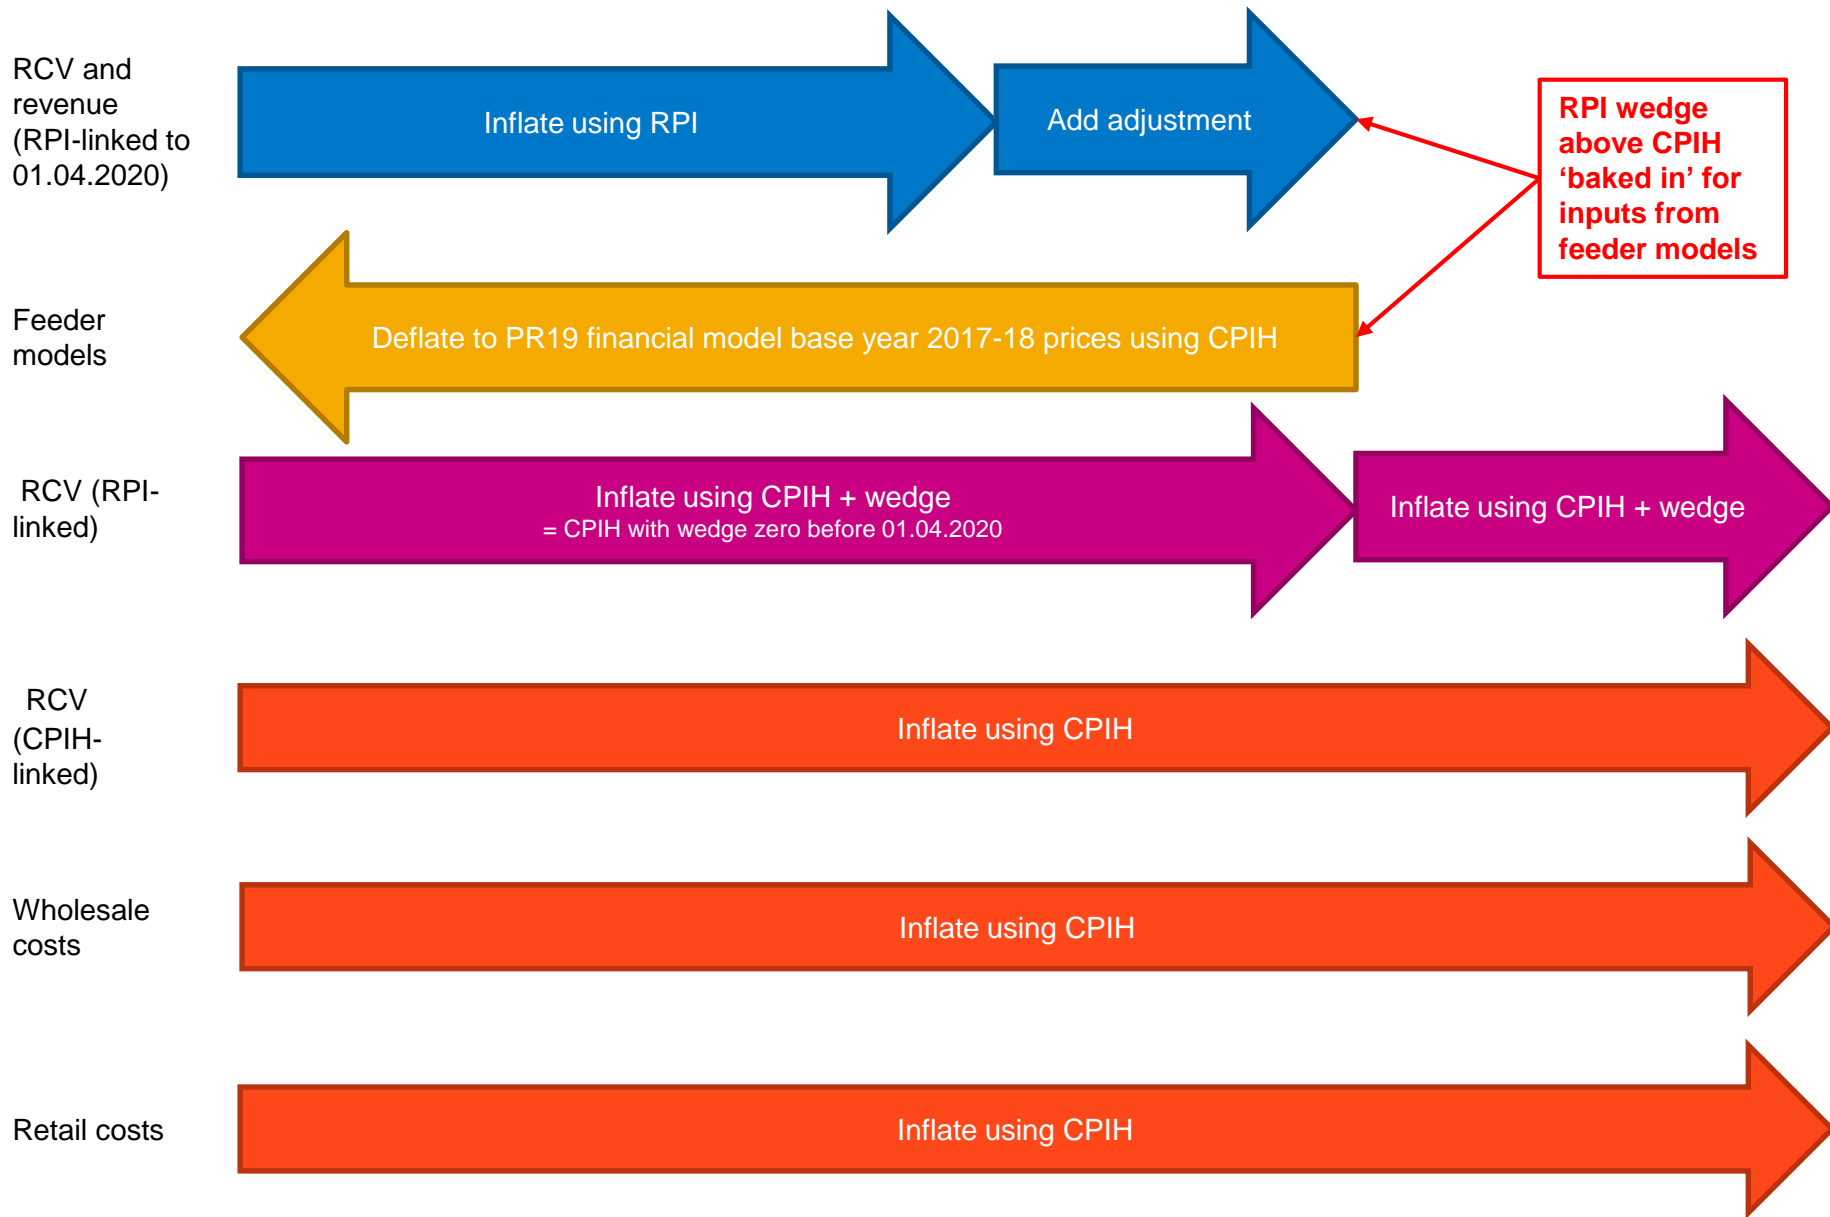 RCV and
revenue
(RPI-linked to
01.04.2020)
Inflate using RPI
Add adjustment
RPI wedge
above CPIH
‘baked in’ for
inputs from
feeder models
Feeder
models
Deflate to PR19 financial model base year 2017-18 prices using CPIH
RCV (RPI-
linked)
Inflate using CPIH + wedge
= CPIH with wedge zero before 01.04.2020
Inflate using CPIH + wedge
RCV
(CPIH-
linked)
Inflate using CPIH
Wholesale
costs
Inflate using CPIH
Retail costs
Inflate using CPIH